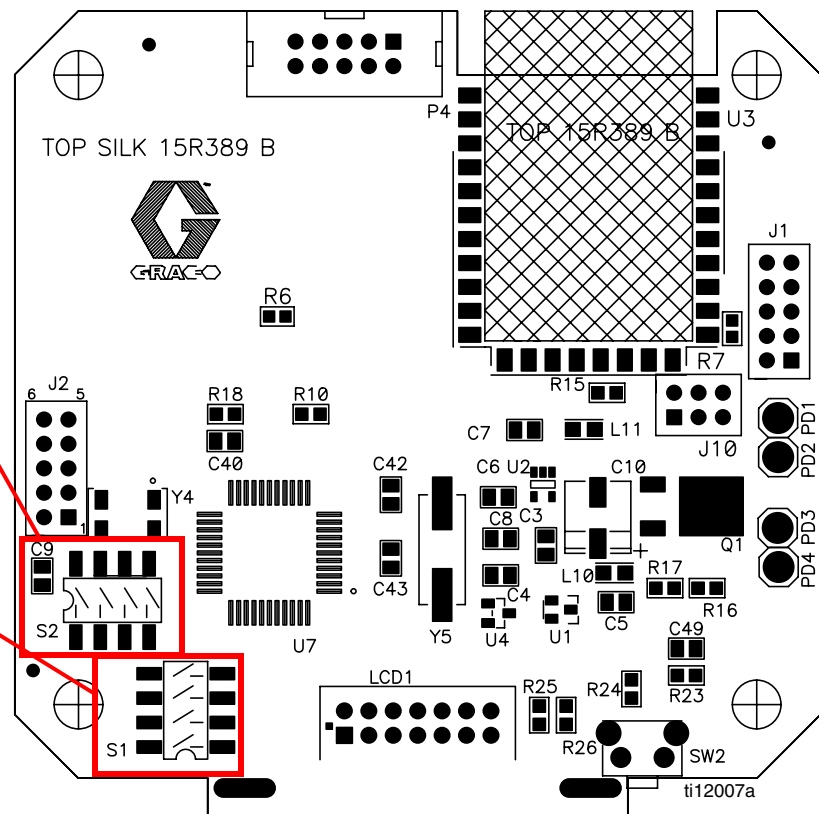 P4
U3
TOP 15R389 B
TOP SILK 15R389 B
GRACO
J1
R6
R7
J2
6
5
R15
R18
R10
J10
PD1
PD2
C7
L11
C40
C42
C6
U2
C10
Y4
1
C8
C3
Q1
PD3
PD4
C9
C43
L10
+
R17
C4
R16
S2
U7
Y5
U4
U1
C5
C49
LCD1
R25
R24
R23
S1
R26
SW2
ti12007a